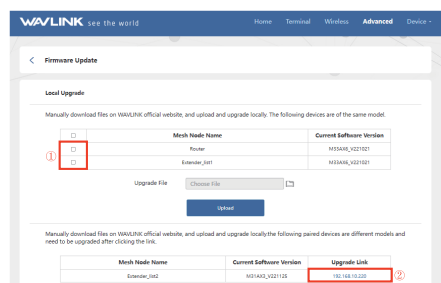 WAVLINK see the world
Home Terminal Wireless Advanced Device
Firmware Update
Local Upgrade
Manually download files on WAVLINK official website, and upload and upgrade locally. The following devices are of the same model.
Mesh Node Name Current Software Version
Router M33AX6_V221021
Extender_list1 M33AX6_V221021
①
Upgrade File Choose File
Upload
Manually download files on WAVLINK official website, and upload and upgrade locally:the following paired devices are different models and
need to be upgraded after clicking the link.
Mesh Node Name Current Software Version Upgrade Link
Extender_list2 M31AX3_V221125 192.168.10.220 ②